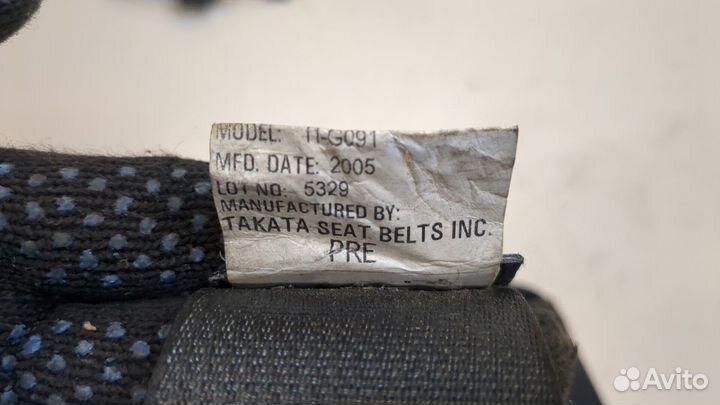 MODEL: TI-G091
MFD. DATE: 2005
LOT NO: 5329
MANUFACTURED BY:
TAKATA SEAT BELTS INC.
PRE
Avito